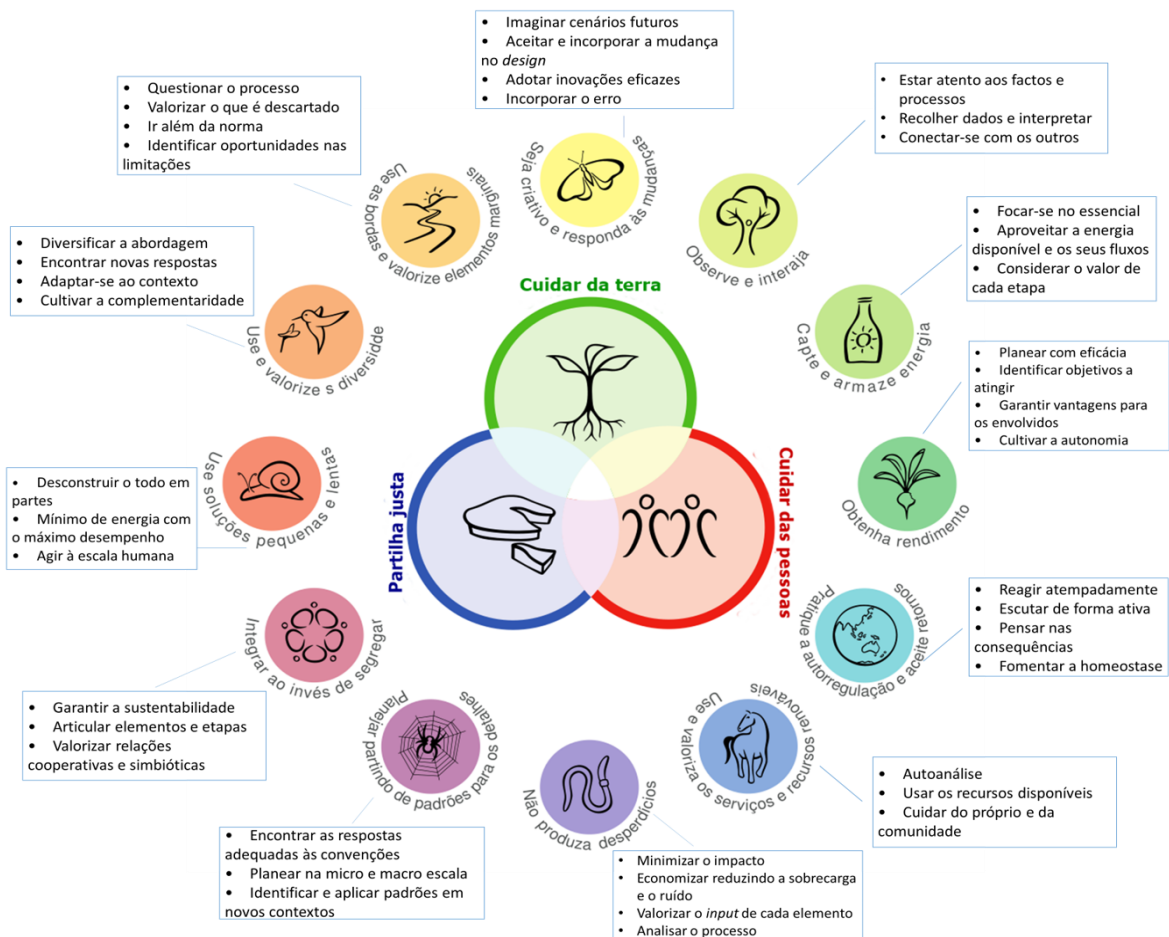 • Imaginar cenários futuros
• Aceitar e incorporar a mudança
no design
• Adotar inovações eficazes
• Incorporar o erro
Seja criativo e responda às mudanças
• Estar atento aos factos e
processos
• Recolher dados e interpretar
• Conectar-se com os outros
Observe e interaja
• Focar-se no essencial
• Aproveitar a energia
disponível e os seus fluxos
• Considerar o valor de
cada etapa
Capte e armaze energia
• Planear com eficácia
• Identificar objetivos a
atingir
• Garantir vantagens para
os envolvidos
• Cultivar a autonomia
Obtenha rendimento
• Reagir atempadamente
• Escutar de forma ativa
• Pensar nas
consequências
• Fomentar a homeostase
Pratique a autorregulação e aceite retornos
• Autoanálise
• Usar os recursos disponíveis
• Cuidar do próprio e da
comunidade
Use e valoriza os serviços e recursos renováveis
• Minimizar o impacto
• Economizar reduzindo a sobrecarga
e o ruído
• Valorizar o input de cada elemento
• Analisar o processo
Não produza desperdícios
• Encontrar as respostas
adequadas às convenções
• Planear na micro e macro escala
• Identificar e aplicar padrões em
novos contextos
Planejar partindo de padrões para os detalhes
• Garantir a sustentabilidade
• Articular elementos e etapas
• Valorizar relações
cooperativas e simbióticas
Integrar ao invés de segregar
• Desconstruir o todo em
partes
• Mínimo de energia com
o máximo desempenho
• Agir à escala humana
Use soluções pequenas e lentas
• Diversificar a abordagem
• Encontrar novas respostas
• Adaptar-se ao contexto
• Cultivar a complementaridade
Use e valorize s diversidde
• Questionar o processo
• Valorizar o que é descartado
• Ir além da norma
• Identificar oportunidades nas
limitações
Use as bordas e valorize elementos marginais
Cuidar da terra
Partilha justa
Cuidar das pessoas